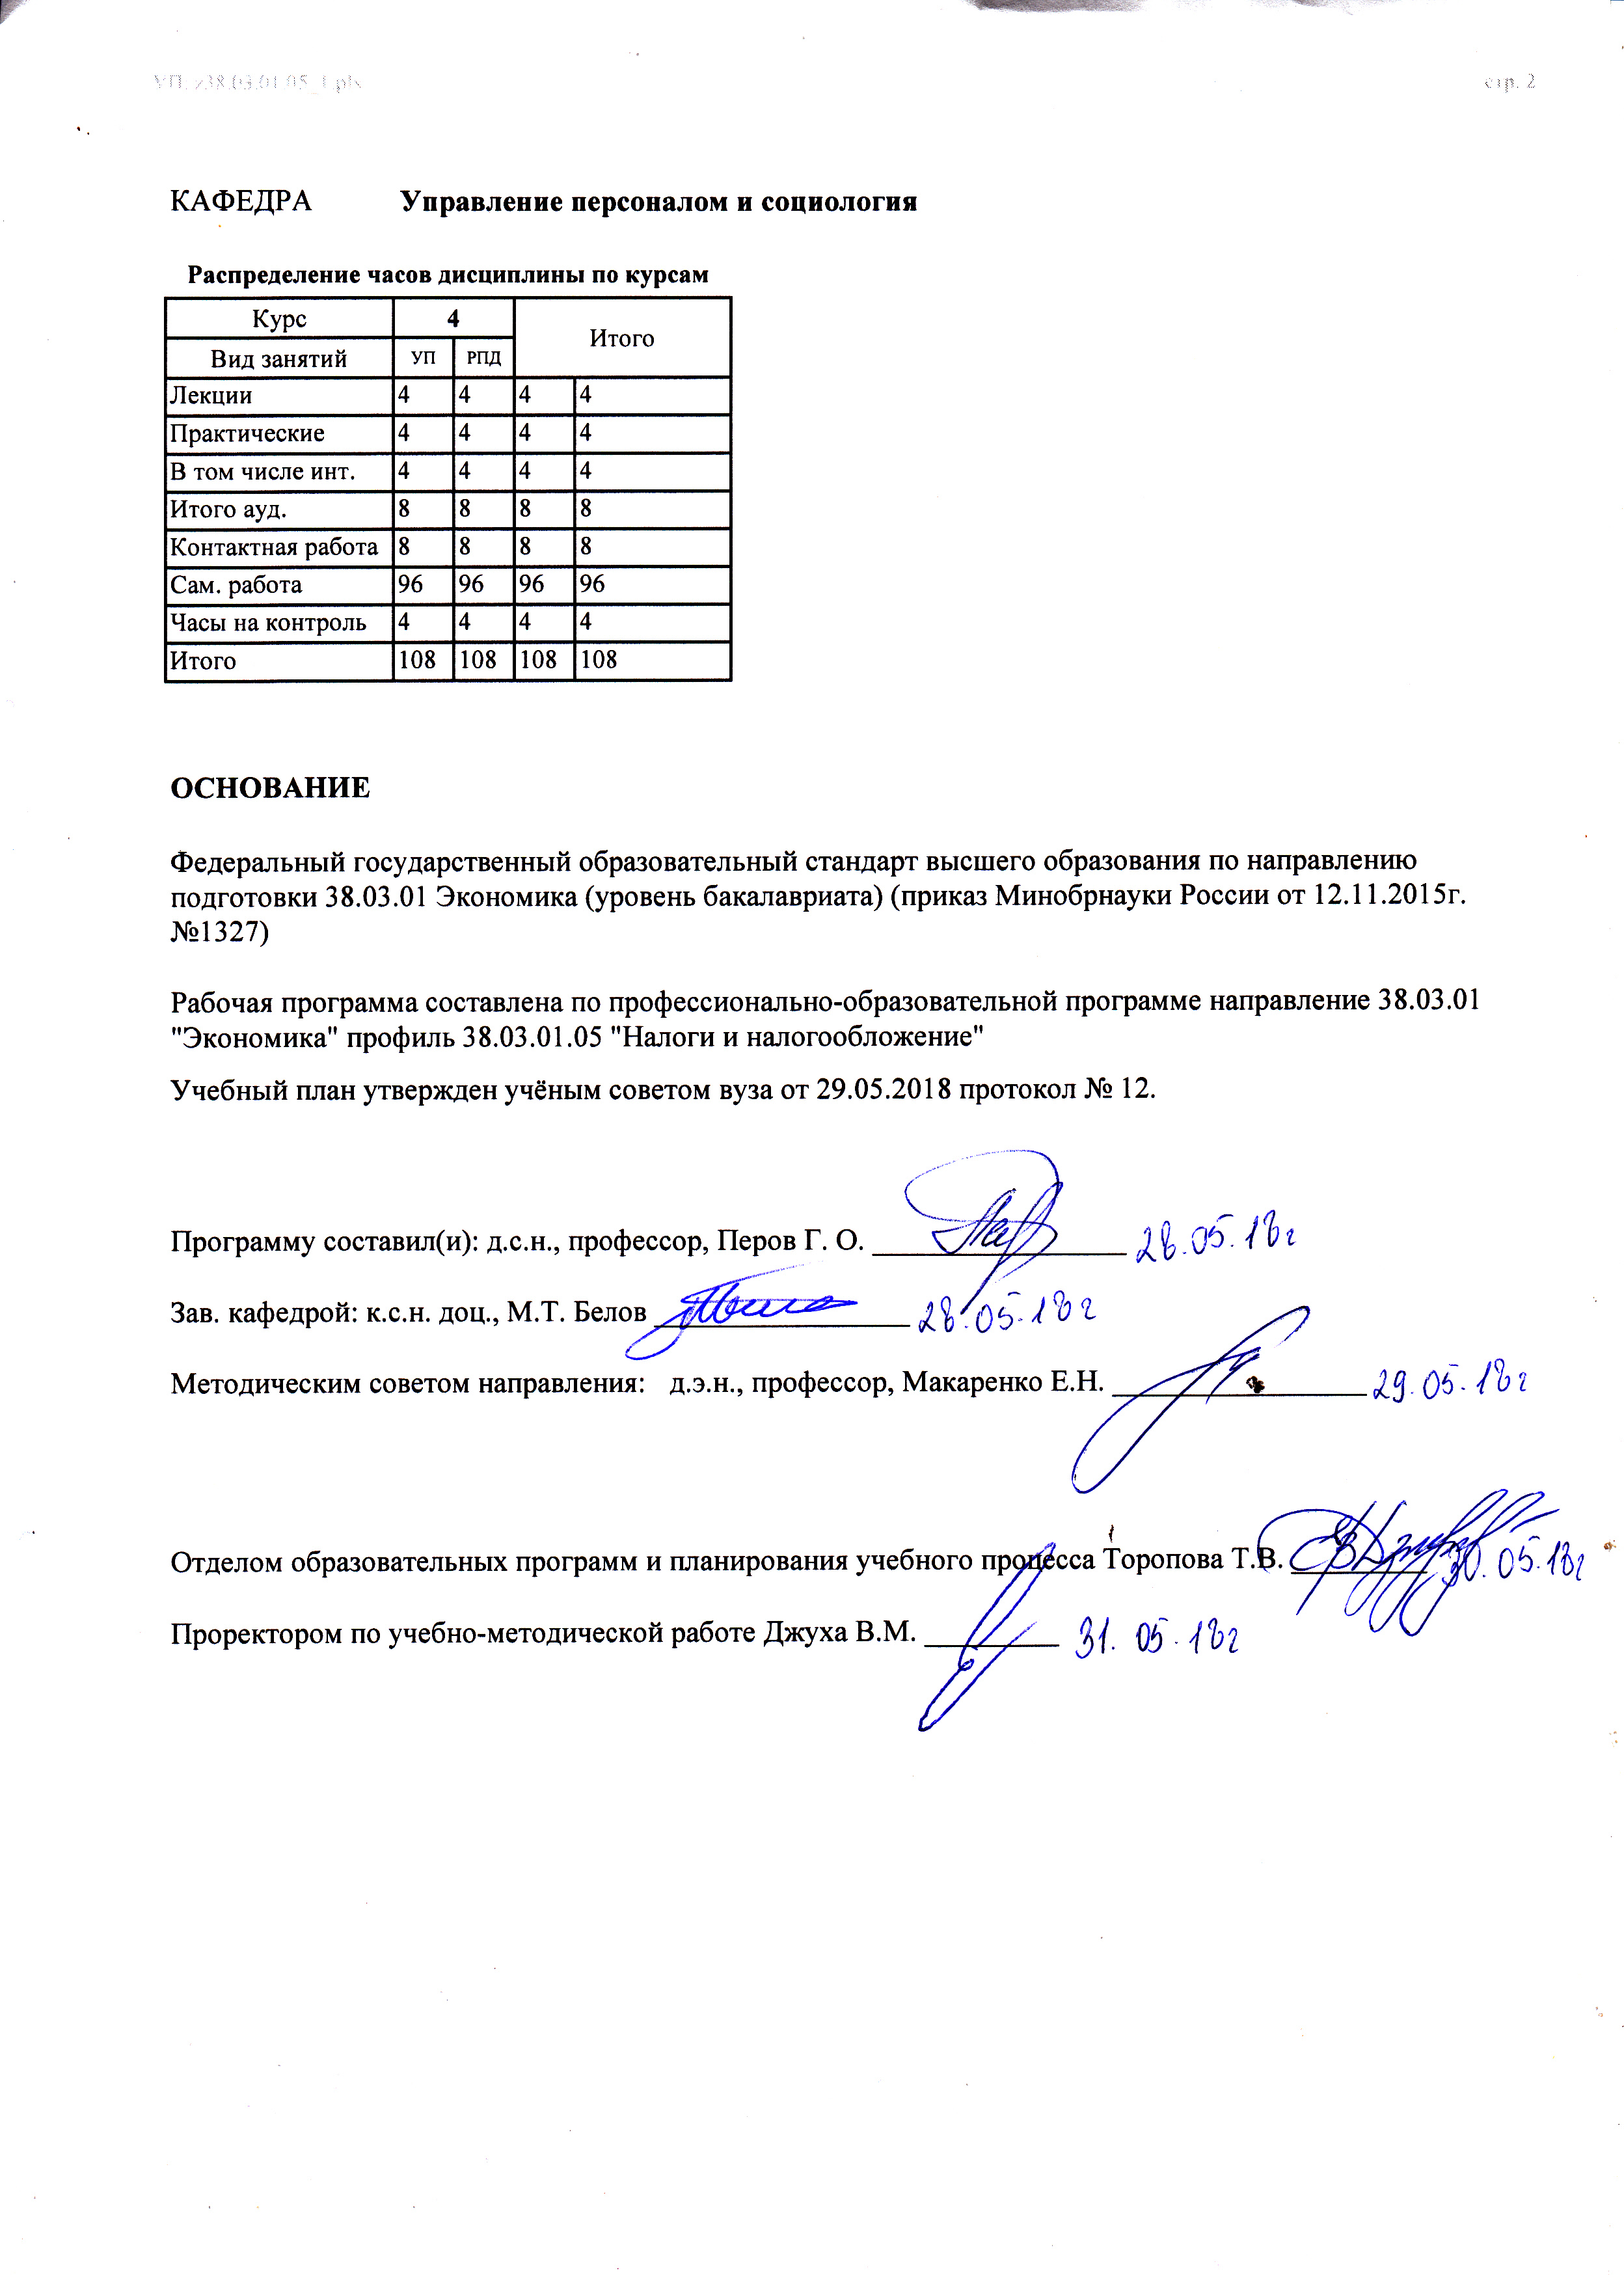 УП: z38.03.01.05_1.plx
стр. 2
КАФЕДРА Управление персоналом и социология
Распределение часов дисциплины по курсам
Курс 4 Итого
Вид занятий УП РПД
Лекции 4 4 4 4
Практические 4 4 4 4
В том числе инт. 4 4 4 4
Итого ауд. 8 8 8 8
Контактная работа 8 8 8 8
Сам. работа 96 96 96 96
Часы на контроль 4 4 4 4
Итого 108 108 108 108
ОСНОВАНИЕ
Федеральный государственный образовательный стандарт высшего образования по направлению
подготовки 38.03.01 Экономика (уровень бакалавриата) (приказ Минобрнауки России от 12.11.2015г.
№1327)
Рабочая программа составлена по профессионально-образовательной программе направление 38.03.01
"Экономика" профиль 38.03.01.05 "Налоги и налогообложение"
Учебный план утвержден учёным советом вуза от 29.05.2018 протокол № 12.
Программу составил(и): д.с.н., профессор, Перов Г. О. 28.05.18г
Зав. кафедрой: к.с.н. доц., М.Т. Белов 28.05.18г
Методическим советом направления: д.э.н., профессор, Макаренко Е.Н. 29.05.18г
Отделом образовательных программ и планирования учебного процесса Торопова Т.В. 30.05.18г
Проректором по учебно-методической работе Джуха В.М. 31.05.18г